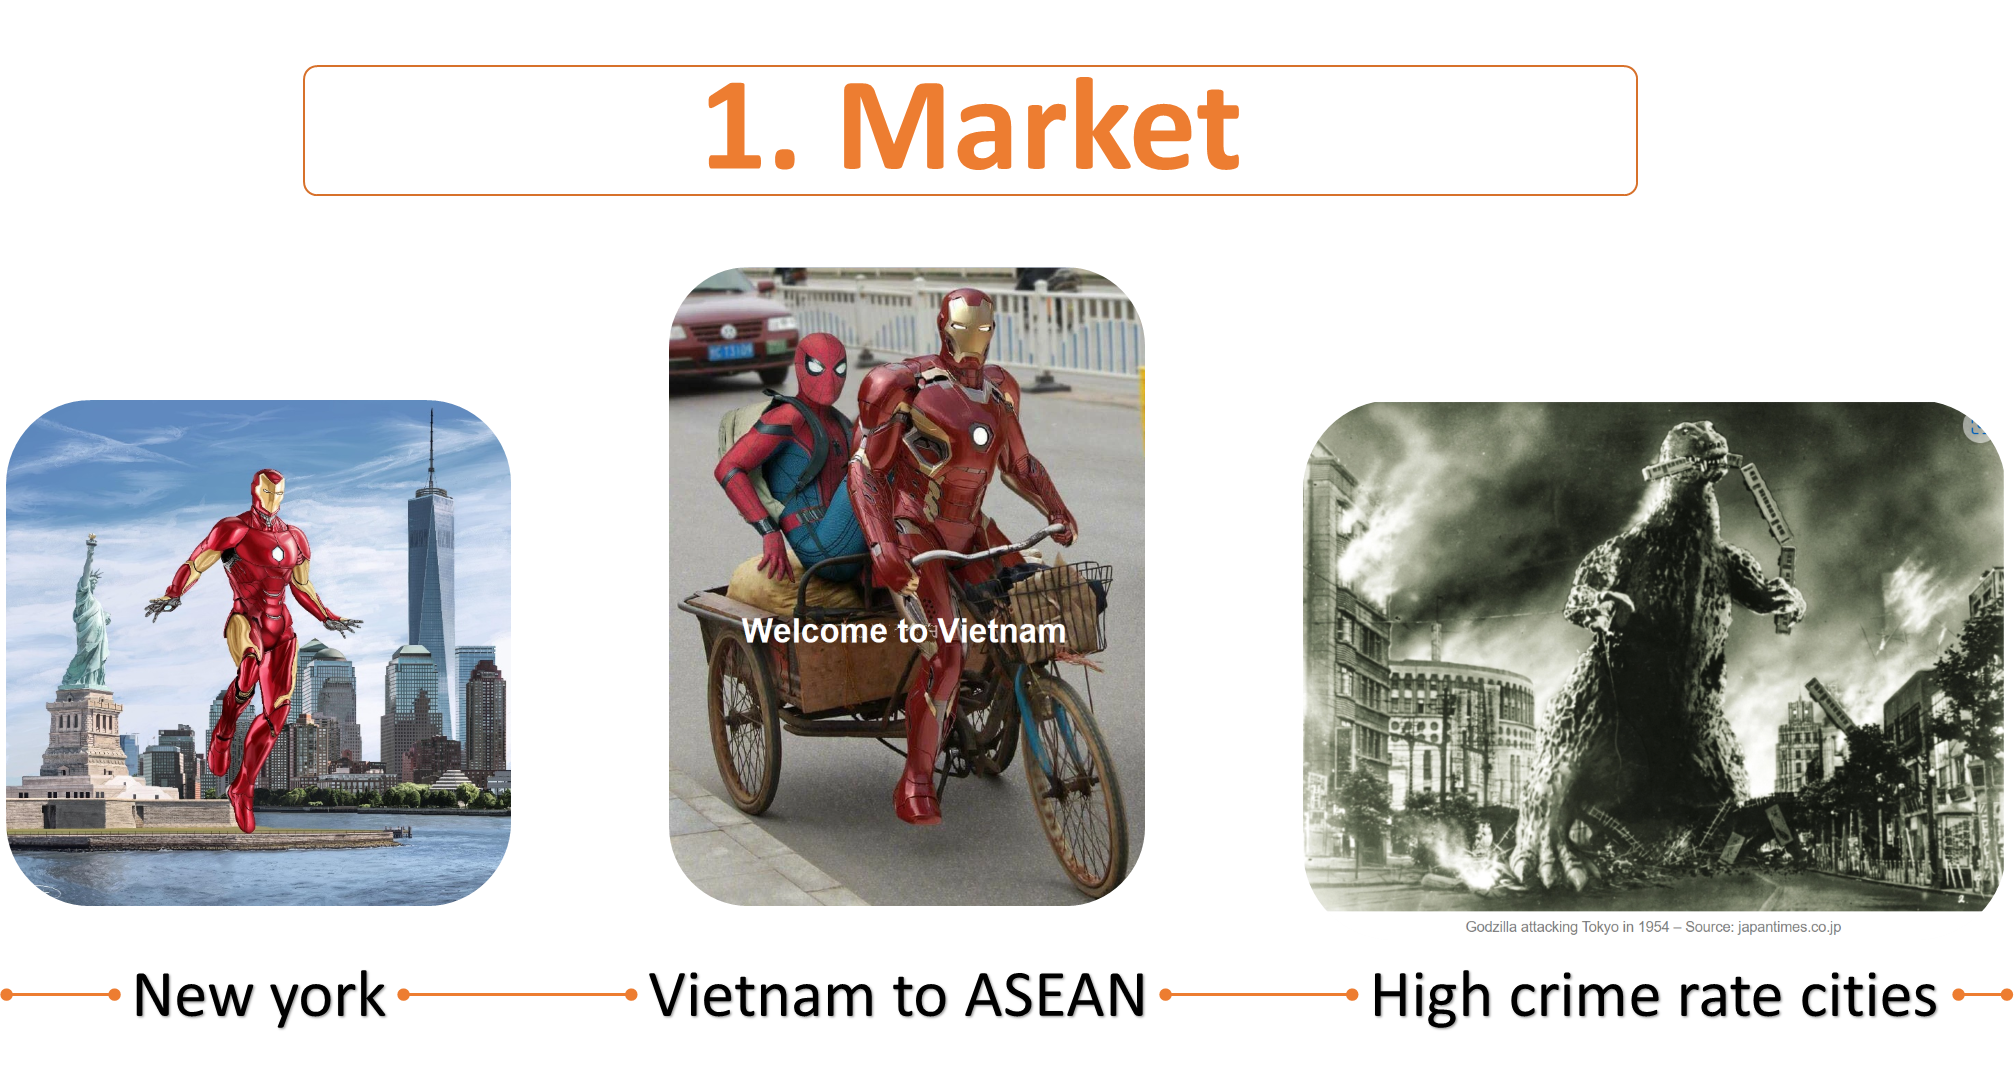 1. Market
Welcome to Vietnam
Godzilla attacking Tokyo in 1954 – Source: japantimes.co.jp
New york
Vietnam to ASEAN
High crime rate cities